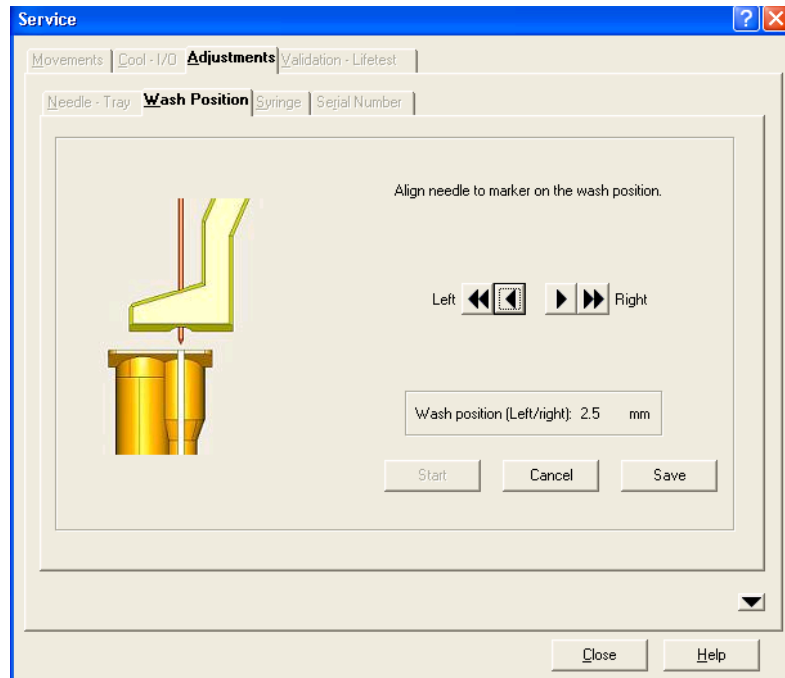 Service
Movements Cool - I/O Adjustments Validation - Lifetest
Needle - Tray Wash Position Syringe Serial Number
Align needle to marker on the wash position.
Left Right
Wash position (Left/right): 2.5 mm
Start Cancel Save
Close Help